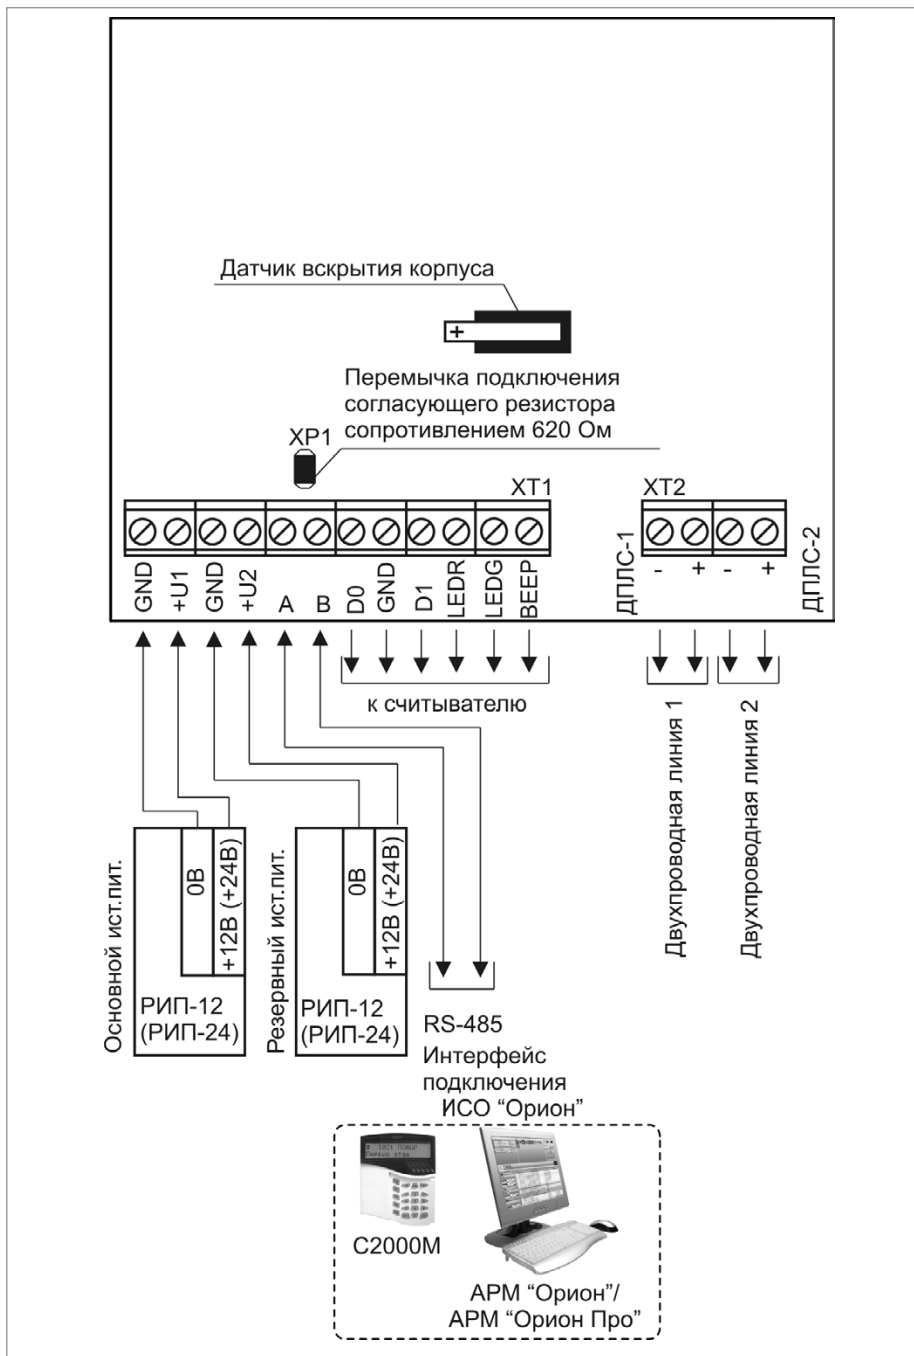 Датчик вскрытия корпуса
+
Перемычка подключения
согласующего резистора
сопротивлением 620 Ом
XP1
XT1
XT2
GND
+U1
GND
+U2
A
B
D0
GND
D1
LEDR
LEDG
BEEP
ДПЛС-1
-
+
-
+
ДПЛС-2
к считывателю
Двухпроводная линия 1
Двухпроводная линия 2
Основной ист.пит.
0В
+12В (+24В)
РИП-12
(РИП-24)
Резервный ист.пит.
0В
+12В (+24В)
РИП-12
(РИП-24)
RS-485
Интерфейс
подключения
ИСО “Орион”
С2000М
АРМ “Орион”/
АРМ “Орион Про”